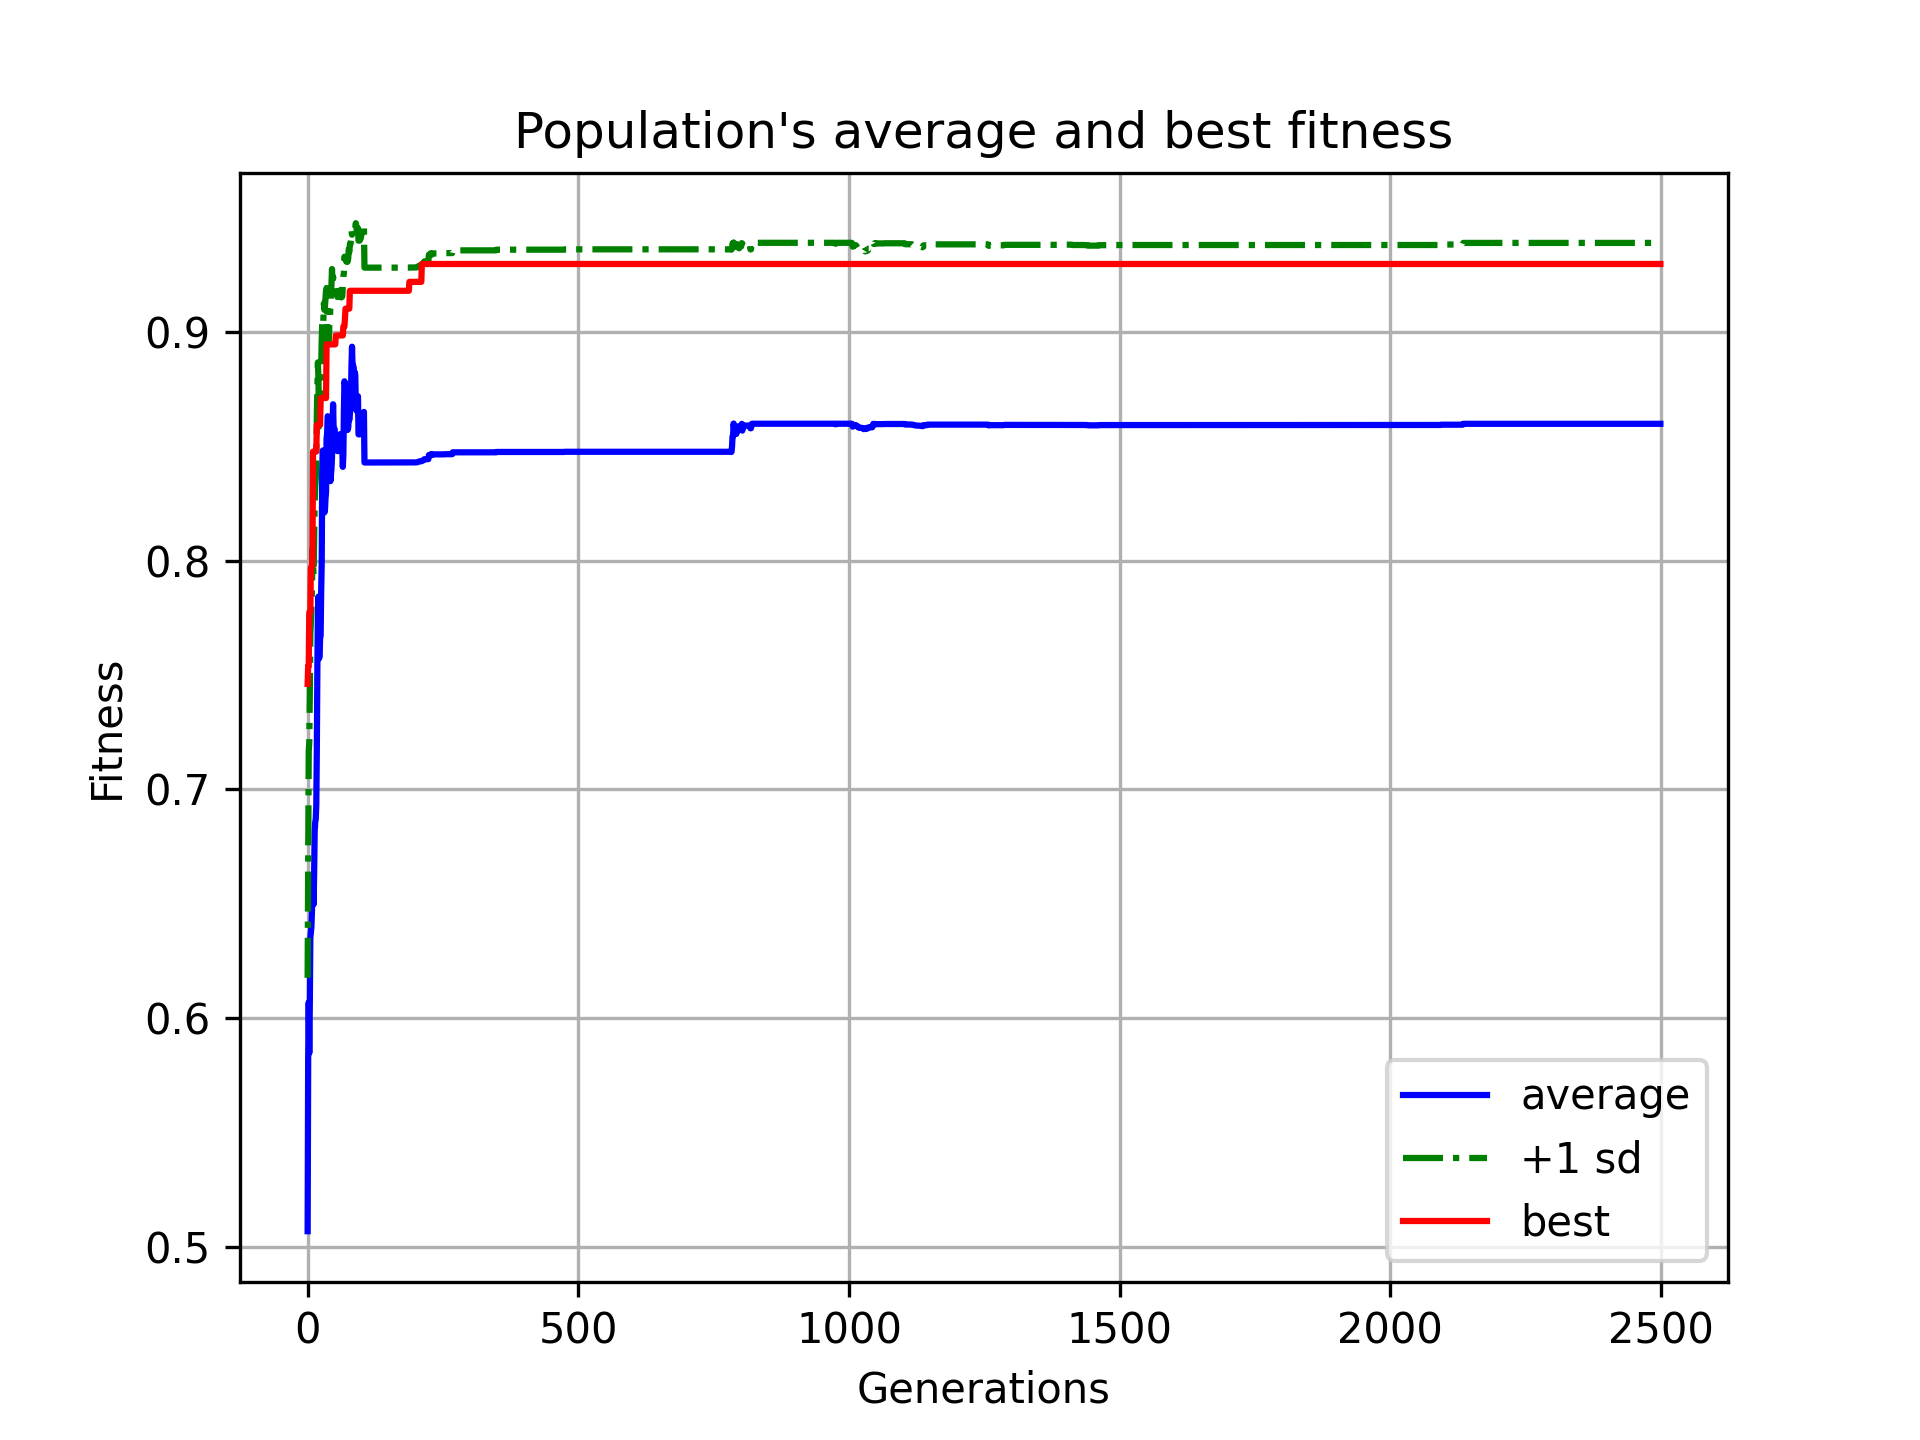 Population's average and best fitness
Fitness
0.9
0.8
0.7
0.6
0.5
0
500
1000
1500
2000
2500
Generations
average
+1 sd
best